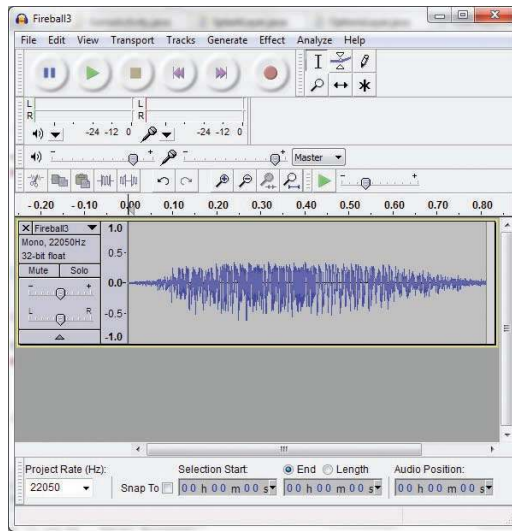 Fireball3
File Edit View Transport Tracks Generate Effect Analyze Help
L
R
-24 -12 0
L
R
-24 -12 0
- + - + Master
- +
- 0.20 - 0.10 0.00 0.10 0.20 0.30 0.40 0.50 0.60 0.70 0.80
X Fireball3
Mono, 22050Hz
32-bit float
Mute Solo
- +
L R
1.0
0.5-
0.0-
-0.5-
-1.0
Project Rate (Hz): Selection Start: End Length Audio Position:
22050 Snap To 00 h 00 m 00 s 00 h 00 m 00 s 00 h 00 m 00 s